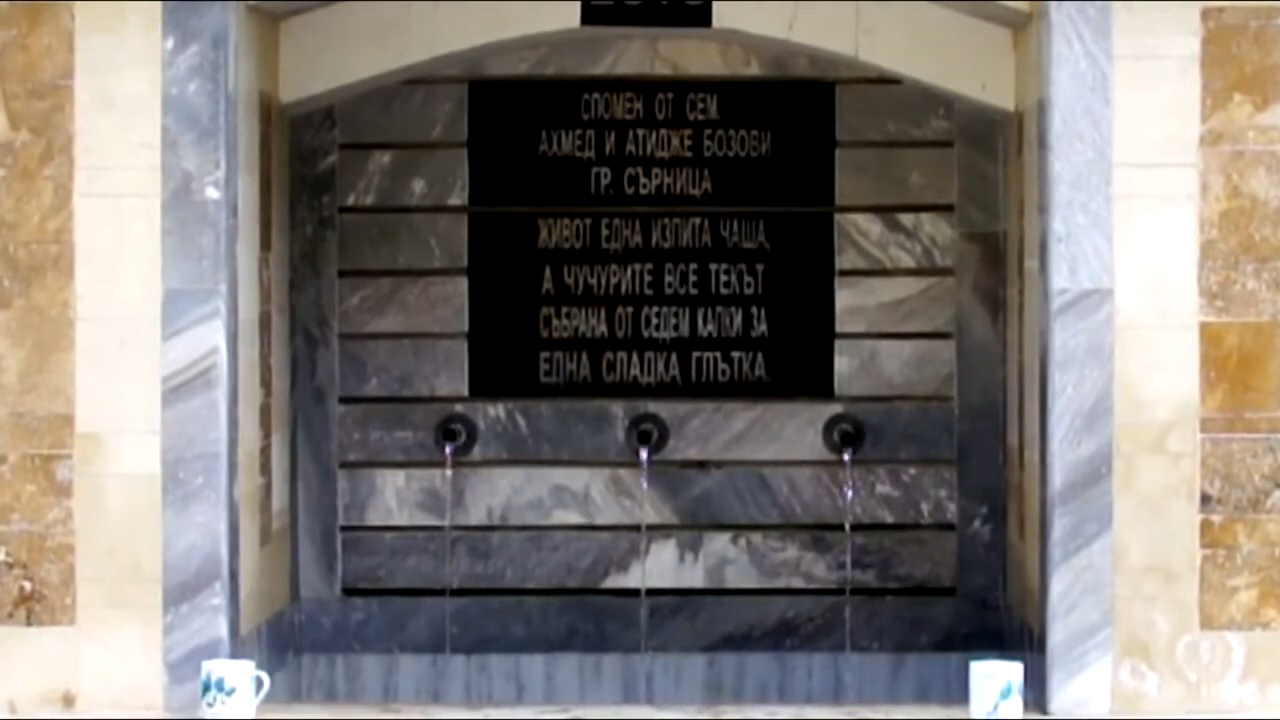 СПОМЕН ОТ СЕМ.
АХМЕД И АТИДЖЕ БОЗОВИ
ГР. СЪРНИЦА
ЖИВОТ ЕДНА ИЗПИТА ЧАША,
А ЧУЧУРИТЕ ВСЕ ТЕКЪТ
СЪБРАНА ОТ СЕДЕМ КАПКИ ЗА
ЕДНА СЛАДКА ГЛЪТКА.